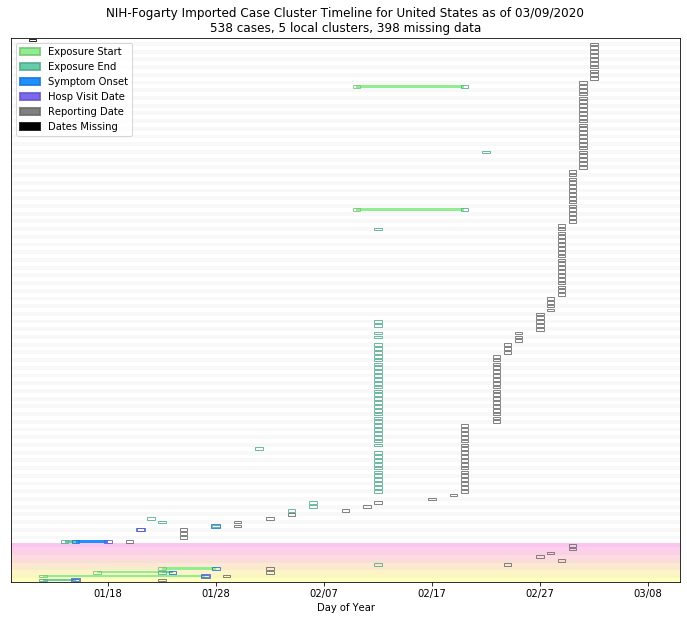 NIH-Fogarty Imported Case Cluster Timeline for United States as of 03/09/2020
538 cases, 5 local clusters, 398 missing data
Exposure Start
Exposure End
Symptom Onset
Hosp Visit Date
Reporting Date
Dates Missing
01/18 01/28 02/07 02/17 02/27 03/08
Day of Year